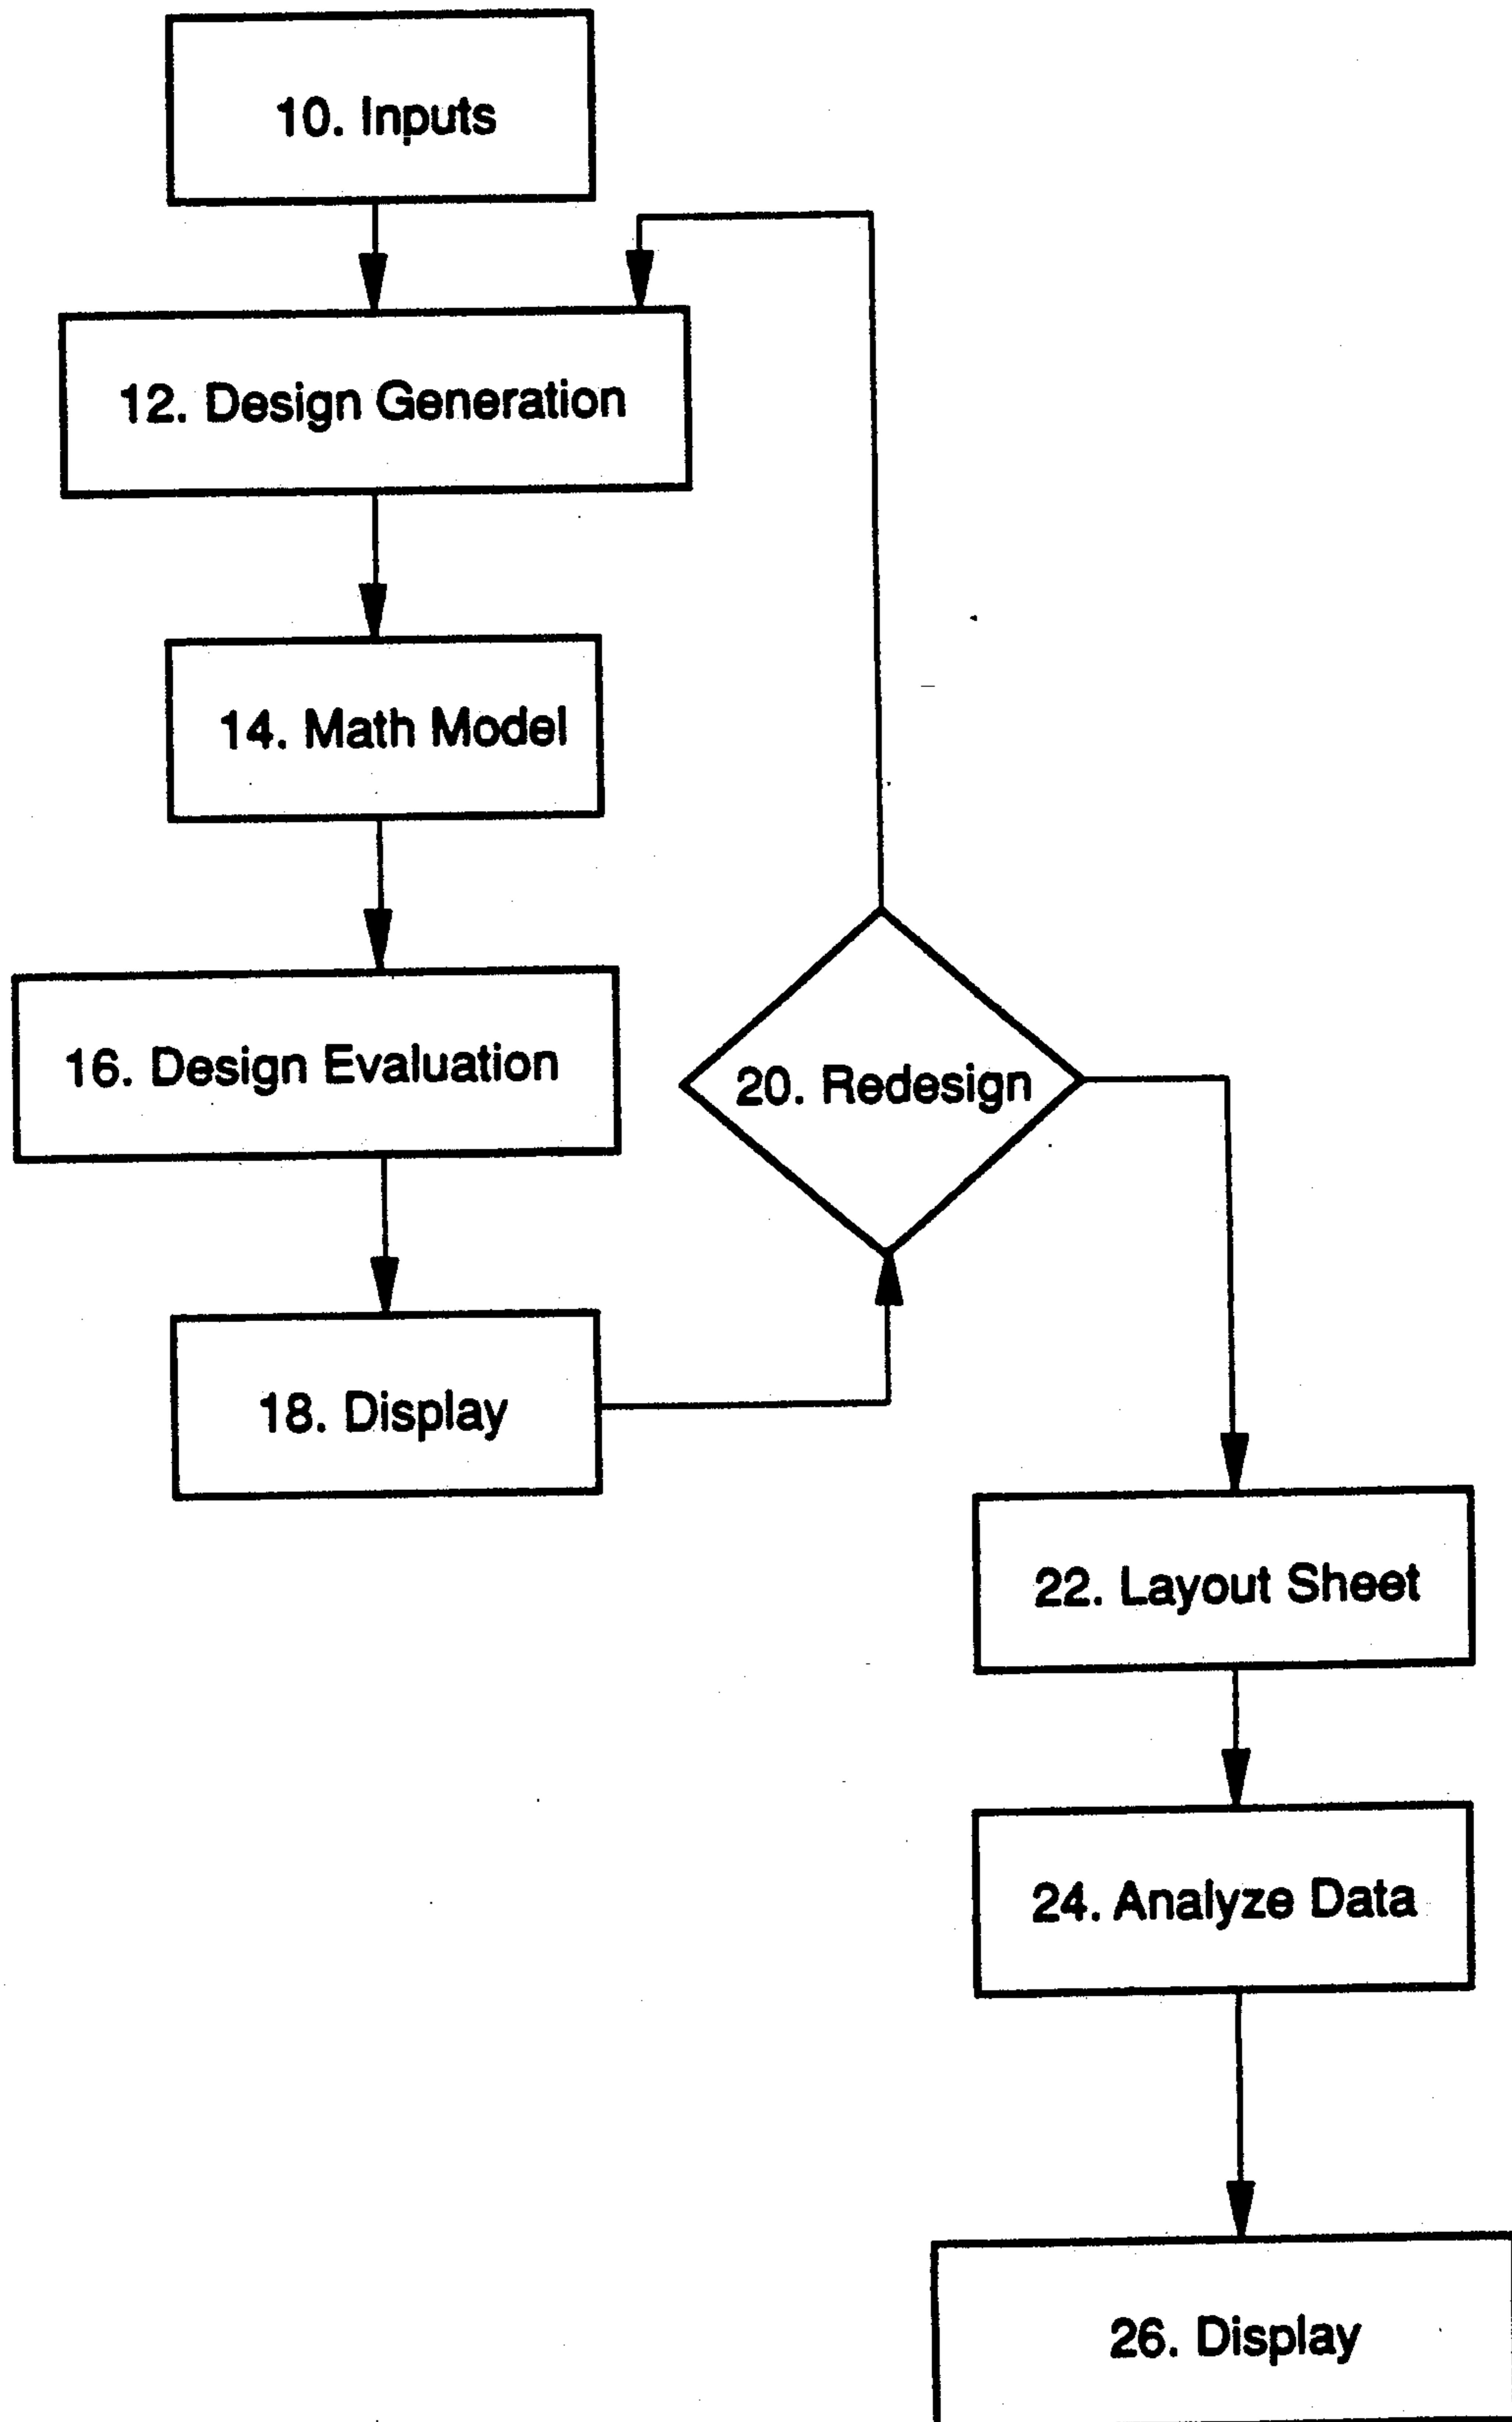 10. Inputs
12. Design Generation
14. Math Model
16. Design Evaluation
18. Display
20. Redesign
22. Layout Sheet
24. Analyze Data
26. Display